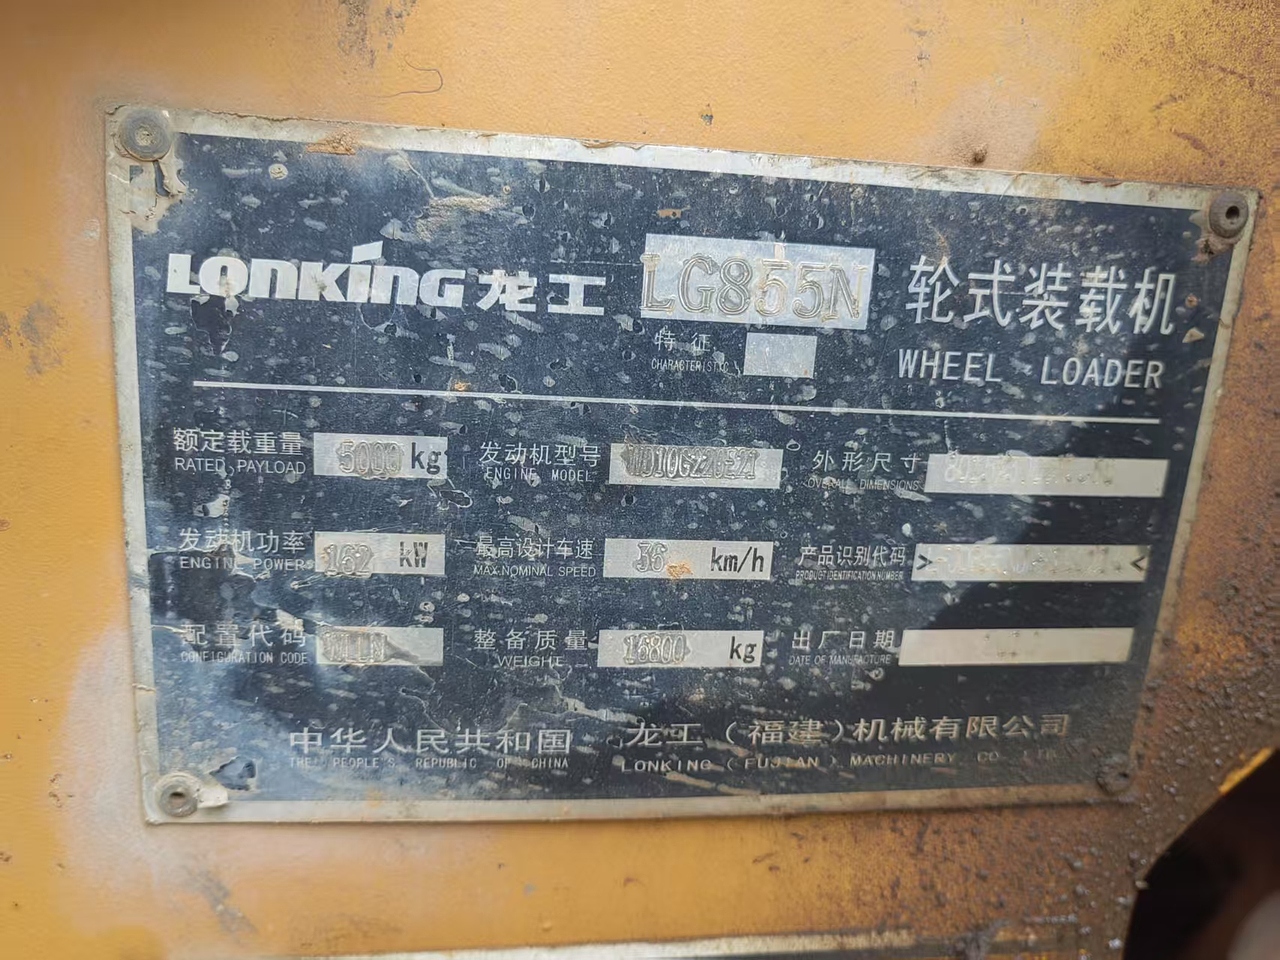 LONKING 龙工 LG855N 轮式装载机
特征
CHARACTERISTIC
WHEEL LOADER
额定载重量 5000 kg 发动机型号 外形尺寸
RATED PAYLOAD ENGINE MODEL OVERALL DIMENSIONS
发动机功率 162 kW 最高设计车速 36 km/h 产品识别代码 > <
ENGINE POWER MAX.NOMINAL SPEED PRODUCT IDENTIFICATION NUMBER
配置代码 整备质量 16800 kg 出厂日期
CONFIGURATION CODE WEIGHT DATE OF MANUFACTURE
中华人民共和国 龙工（福建）机械有限公司
THE PEOPLE'S REPUBLIC OF CHINA LONKING (FUJIAN) MACHINERY CO.,LTD.